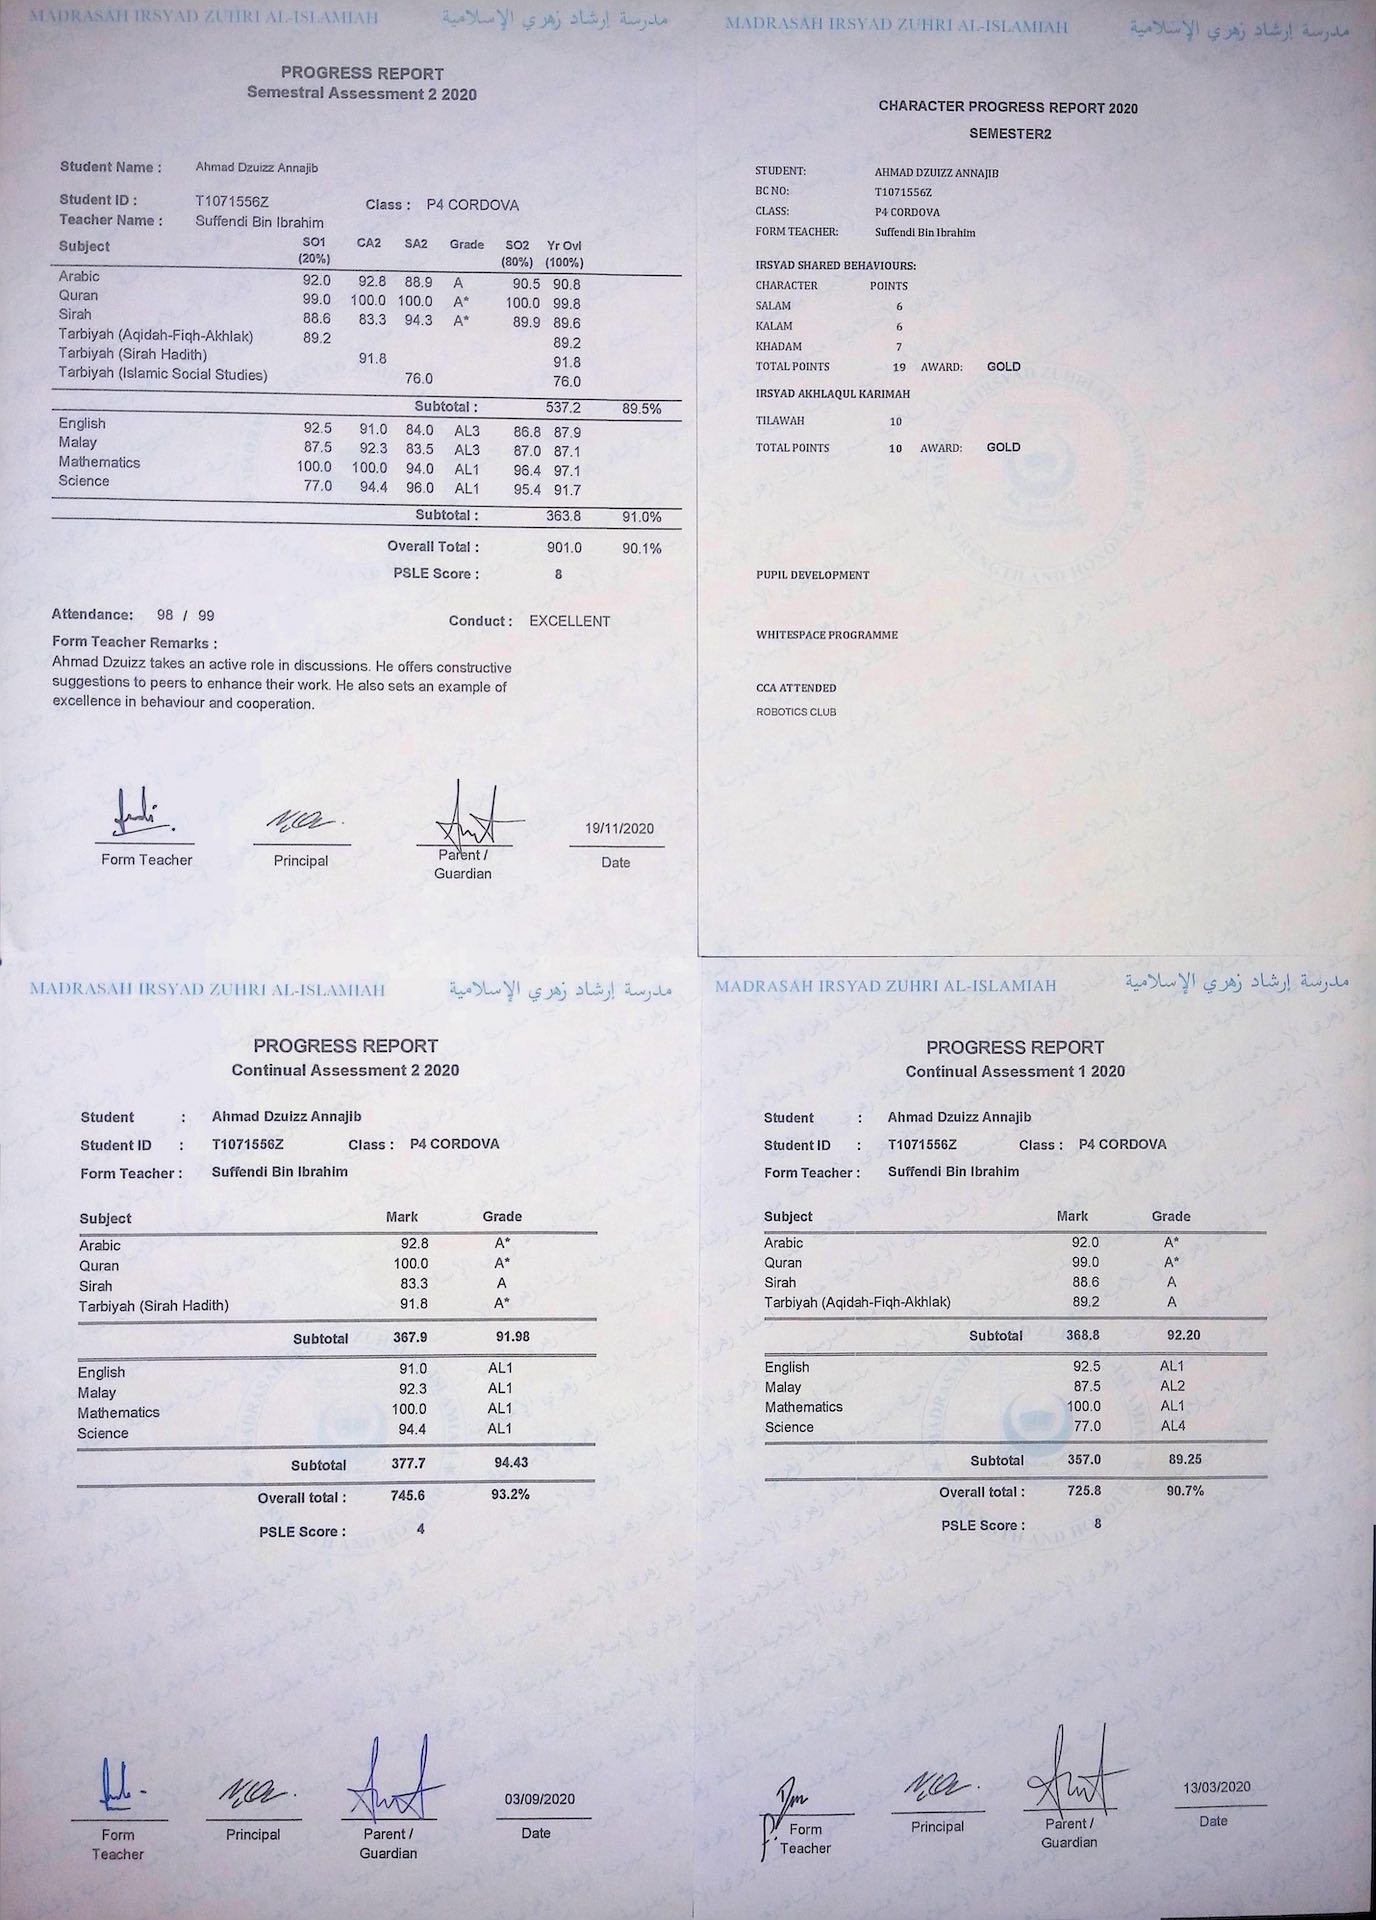 MADRASAH IRSYAD ZUHRI AL-ISLAMIAH مدرسة إرشاد زهري الإسلامية
PROGRESS REPORT
Semestral Assessment 2 2020
Student Name : Ahmad Dzuizz Annajib
Student ID : T1071556Z Class : P4 CORDOVA
Teacher Name : Suffendi Bin Ibrahim
Subject SO1 CA2 SA2 Grade SO2 Yr Ovl
(20%) (80%) (100%)
Arabic 92.0 92.8 88.9 A 90.5 90.8
Quran 99.0 100.0 100.0 A* 100.0 99.8
Sirah 88.6 83.3 94.3 A* 89.9 89.6
Tarbiyah (Aqidah-Fiqh-Akhlak) 89.2 89.2
Tarbiyah (Sirah Hadith) 91.8 91.8
Tarbiyah (Islamic Social Studies) 76.0 76.0
Subtotal : 537.2 89.5%
English 92.5 91.0 84.0 AL3 86.8 87.9
Malay 87.5 92.3 83.5 AL3 87.0 87.1
Mathematics 100.0 100.0 94.0 AL1 96.4 97.1
Science 77.0 94.4 96.0 AL1 95.4 91.7
Subtotal : 363.8 91.0%
Overall Total : 901.0 90.1%
PSLE Score : 8
Attendance: 98 / 99 Conduct : EXCELLENT
Form Teacher Remarks :
Ahmad Dzuizz takes an active role in discussions. He offers constructive
suggestions to peers to enhance their work. He also sets an example of
excellence in behaviour and cooperation.
19/11/2020
Form Teacher Principal Parent / Guardian Date
MADRASAH IRSYAD ZUHRI AL-ISLAMIAH مدرسة إرشاد زهري الإسلامية
CHARACTER PROGRESS REPORT 2020
SEMESTER2
STUDENT: AHMAD DZUIZZ ANNAJIB
BC NO: T1071556Z
CLASS: P4 CORDOVA
FORM TEACHER: Suffendi Bin Ibrahim
IRSYAD SHARED BEHAVIOURS:
CHARACTER POINTS
SALAM 6
KALAM 6
KHADAM 7
TOTAL POINTS 19 AWARD: GOLD
IRSYAD AKHLAQUL KARIMAH
TILAWAH 10
TOTAL POINTS 10 AWARD: GOLD
PUPIL DEVELOPMENT
WHITESPACE PROGRAMME
CCA ATTENDED
ROBOTICS CLUB
MADRASAH IRSYAD ZUHRI AL-ISLAMIAH مدرسة إرشاد زهري الإسلامية
PROGRESS REPORT
Continual Assessment 2 2020
Student : Ahmad Dzuizz Annajib
Student ID : T1071556Z Class : P4 CORDOVA
Form Teacher : Suffendi Bin Ibrahim
Subject Mark Grade
Arabic 92.8 A*
Quran 100.0 A*
Sirah 83.3 A
Tarbiyah (Sirah Hadith) 91.8 A*
Subtotal 367.9 91.98
English 91.0 AL1
Malay 92.3 AL1
Mathematics 100.0 AL1
Science 94.4 AL1
Subtotal 377.7 94.43
Overall total : 745.6 93.2%
PSLE Score : 4
03/09/2020
Form Teacher Principal Parent / Guardian Date
MADRASAH IRSYAD ZUHRI AL-ISLAMIAH مدرسة إرشاد زهري الإسلامية
PROGRESS REPORT
Continual Assessment 1 2020
Student : Ahmad Dzuizz Annajib
Student ID : T1071556Z Class : P4 CORDOVA
Form Teacher : Suffendi Bin Ibrahim
Subject Mark Grade
Arabic 92.0 A*
Quran 99.0 A*
Sirah 88.6 A
Tarbiyah (Aqidah-Fiqh-Akhlak) 89.2 A
Subtotal 368.8 92.20
English 92.5 AL1
Malay 87.5 AL2
Mathematics 100.0 AL1
Science 77.0 AL4
Subtotal 357.0 89.25
Overall total : 725.8 90.7%
PSLE Score : 8
13/03/2020
Form Teacher Principal Parent / Guardian Date